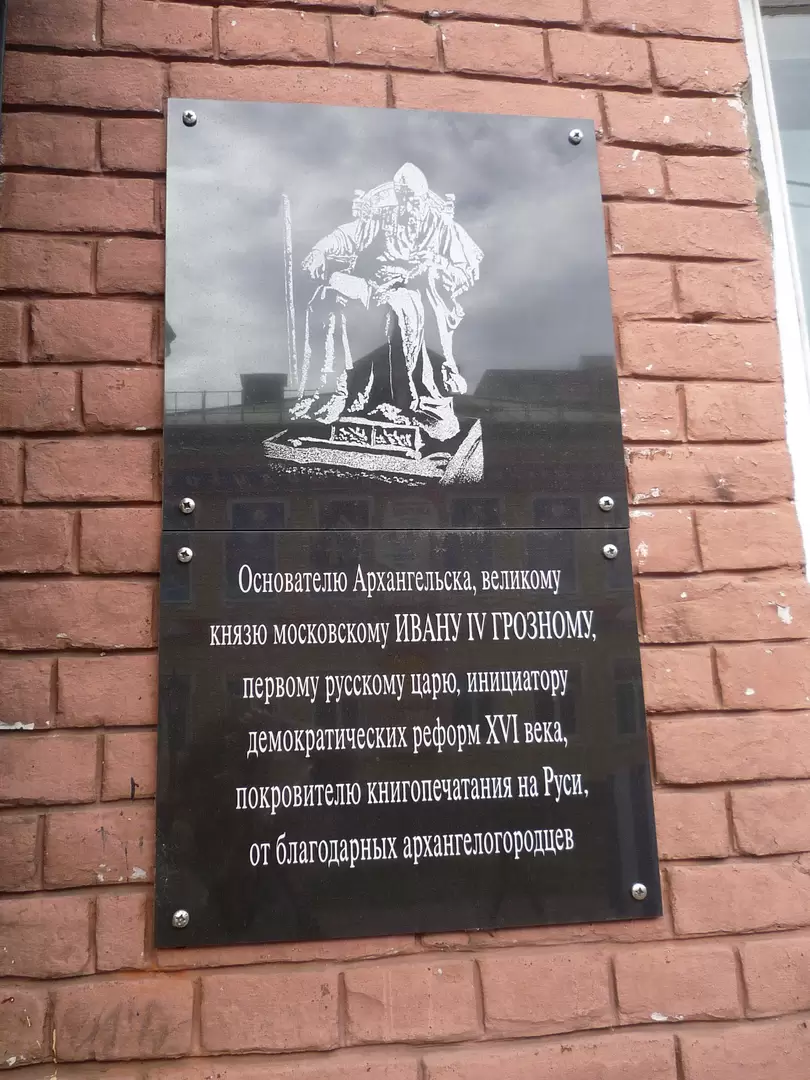 Основателю Архангельска, великому
князю московскому ИВАНУ IV ГРОЗНОМУ,
первому русскому царю, инициатору
демократических реформ XVI века,
покровителю книгопечатания на Руси,
от благодарных архангелогородцев